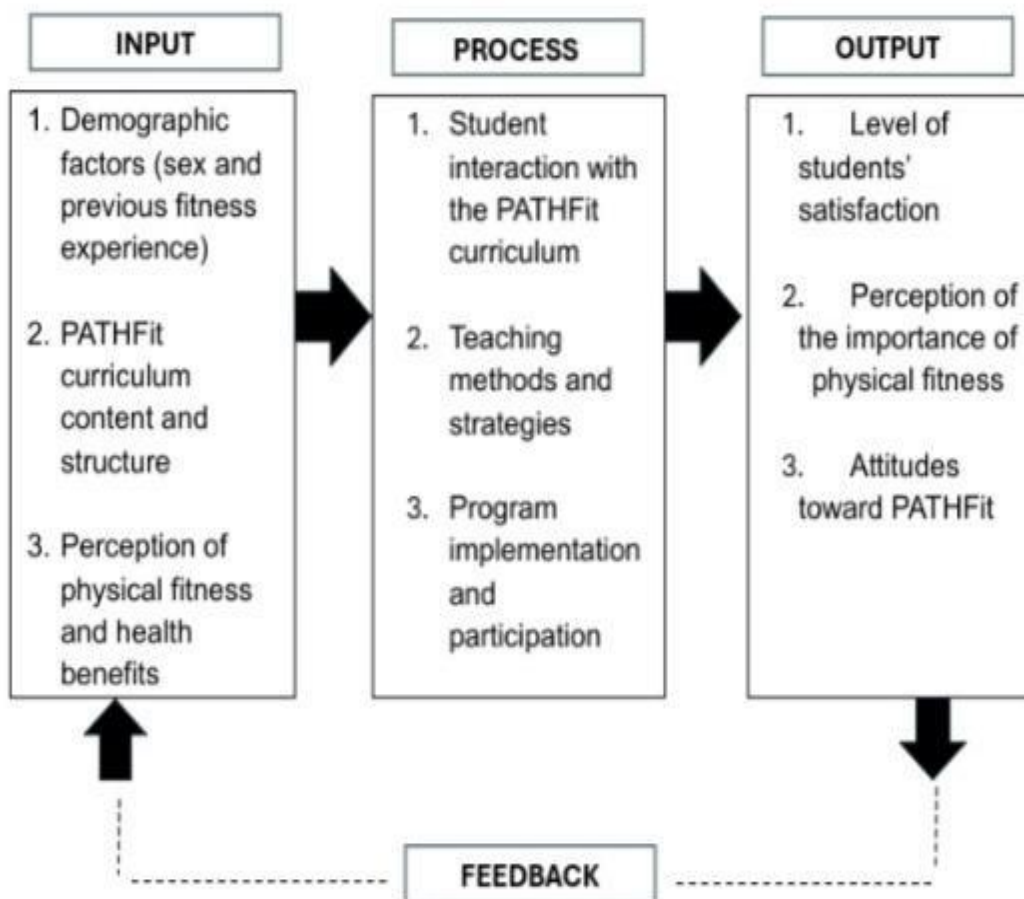 INPUT
1. Demographic
factors (sex and
previous fitness
experience)
2. PATHFit
curriculum
content and
structure
3. Perception of
physical fitness
and health
benefits
PROCESS
1. Student
interaction with
the PATHFit
curriculum
2. Teaching
methods and
strategies
3. Program
implementation
and
participation
OUTPUT
1. Level of
students’
satisfaction
2. Perception of
the importance of
physical fitness
3. Attitudes
toward PATHFit
FEEDBACK